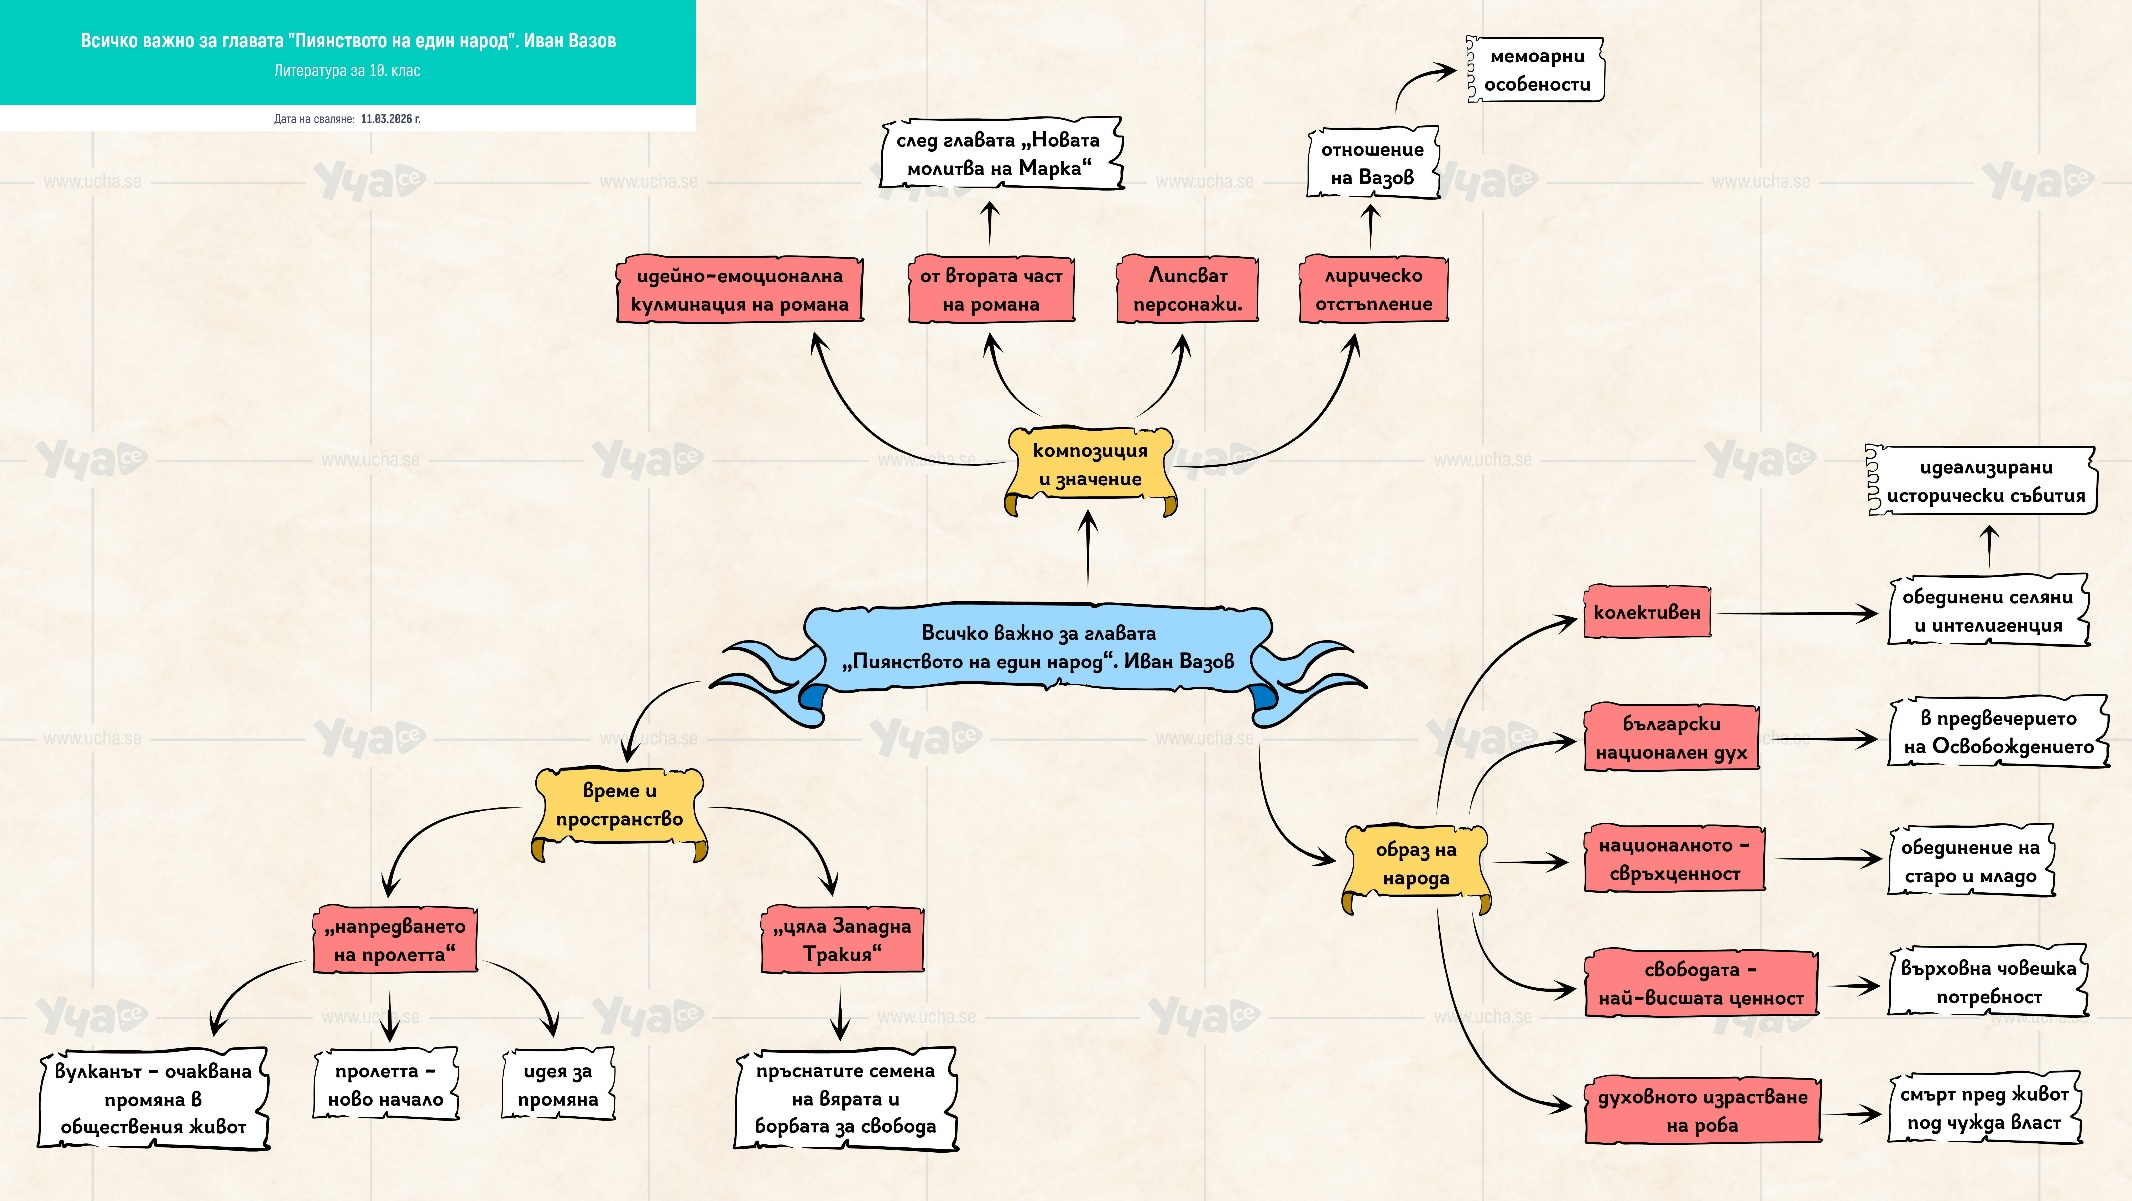 Всичко важно за главата "Пиянството на един народ". Иван Вазов
Литература за 10. клас
Дата на сваляне: 11.03.2026 г.
мемоарни
особености
след главата „Новата
молитва на Марка“
отношение
на Вазов
идейно-емоционална
кулминация на романа
от втората част
на романа
Липсват
персонажи.
лирическо
отстъпление
композиция
и значение
Всичко важно за главата
„Пиянството на един народ“. Иван Вазов
време и
пространство
„напредването
на пролетта“
„цяла Западна
Тракия“
вулканът - очаквана
промяна в
обществения живот
пролетта -
ново начало
идея за
промяна
пръснатите семена
на вярата и
борбата за свобода
образ на
народа
колективен
обединени селяни
и интелигенция
идеализирани
исторически събития
български
национален дух
в предвечерието
на Освобождението
националното -
свръхценност
обединение на
старо и младо
свободата -
най-висшата ценност
върховна човешка
потребност
духовното израстване
на роба
смърт пред живот
под чужда власт
www.ucha.se
Уча се